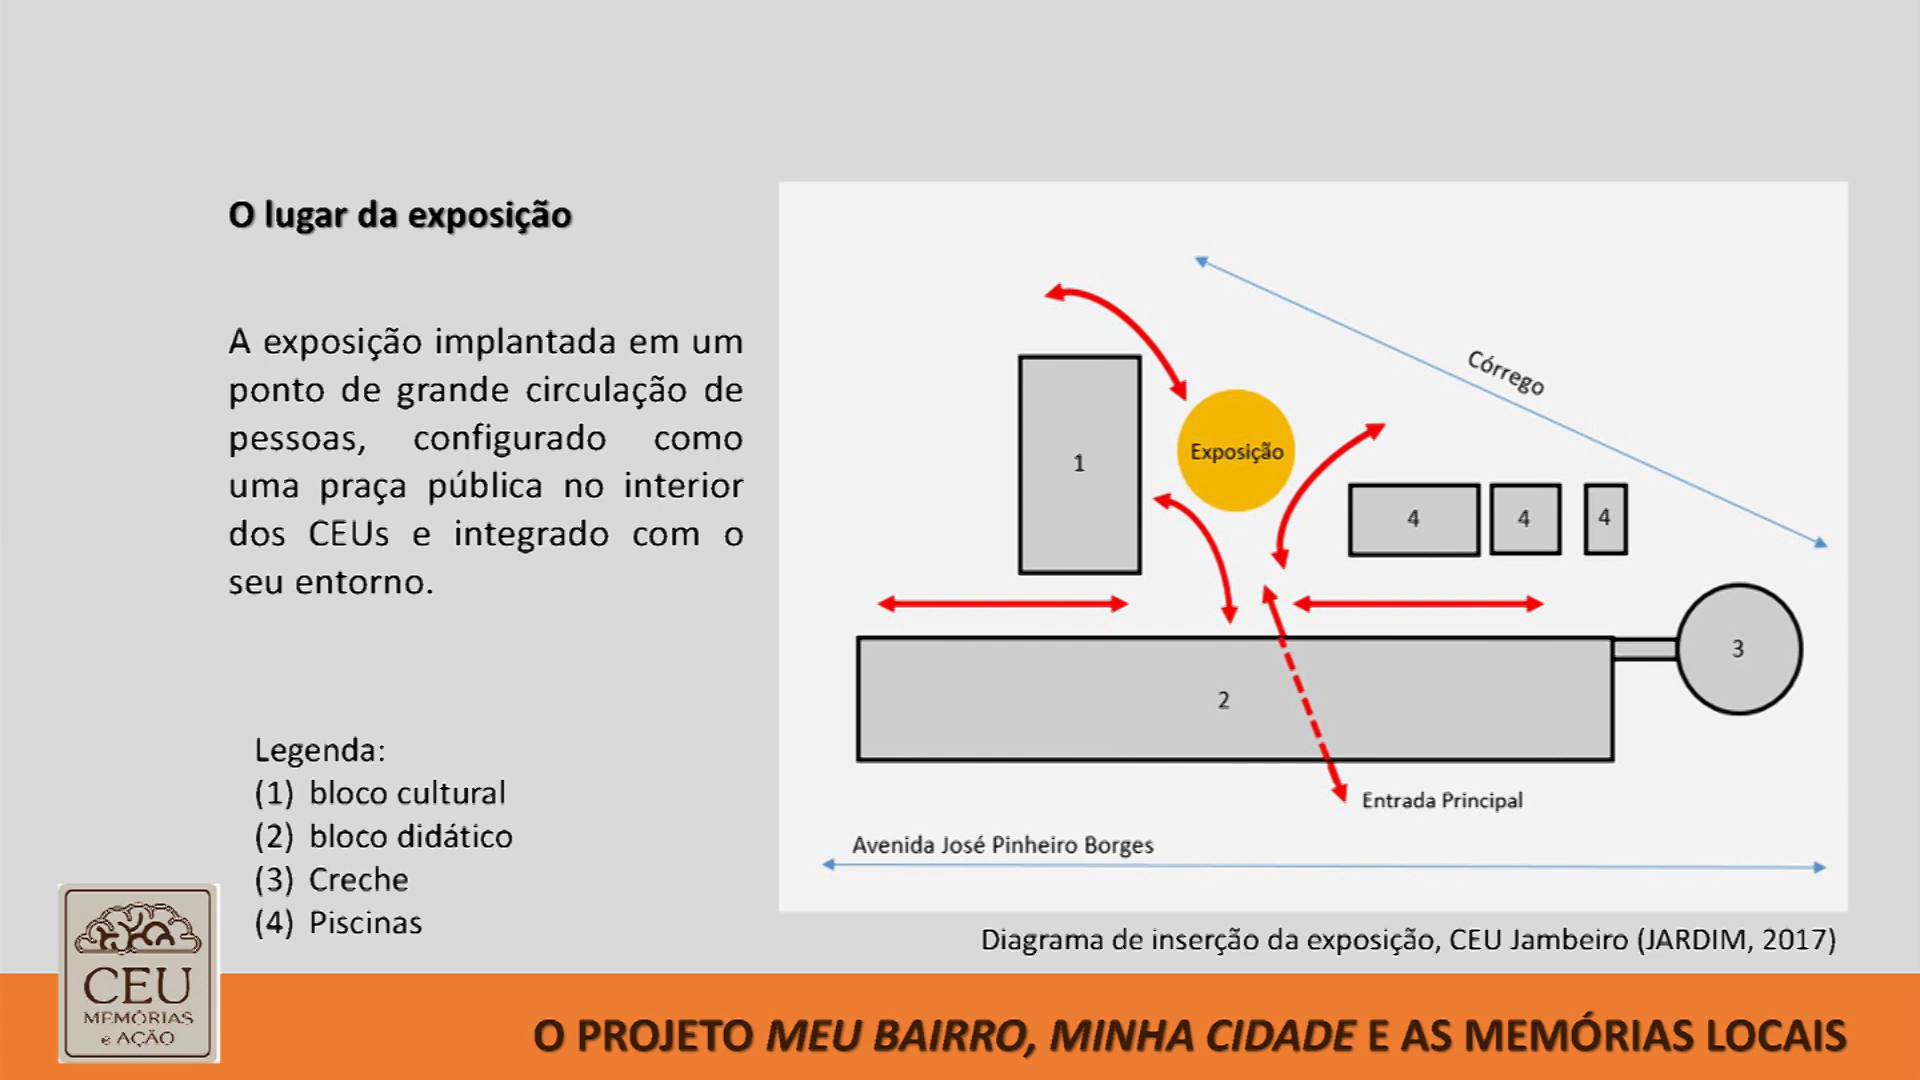 O lugar da exposição
A exposição implantada em um
ponto de grande circulação de
pessoas, configurado como
uma praça pública no interior
dos CEUs e integrado com o
seu entorno.
Legenda:
(1) bloco cultural
(2) bloco didático
(3) Creche
(4) Piscinas
Córrego
Exposição
1
4 4 4
3
2
Entrada Principal
Avenida José Pinheiro Borges
Diagrama de inserção da exposição, CEU Jambeiro (JARDIM, 2017)
CEU
MEMÓRIAS
e AÇÃO
O PROJETO MEU BAIRRO, MINHA CIDADE E AS MEMÓRIAS LOCAIS